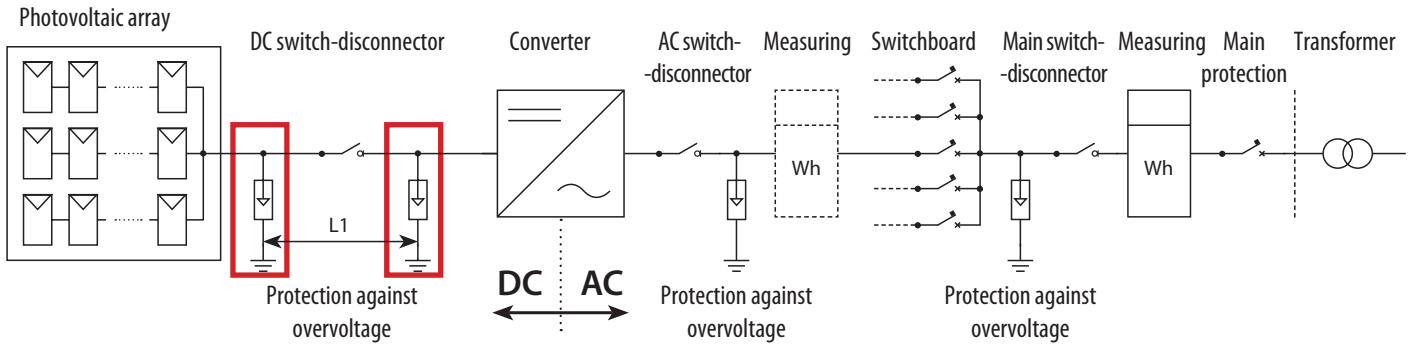 Photovoltaic array
DC switch-disconnector
Converter
AC switch-
-disconnector
Measuring
Switchboard
Main switch-
-disconnector
Measuring
Main
protection
Transformer
Wh
Wh
L1
DC
AC
Protection against
overvoltage
Protection against
overvoltage
Protection against
overvoltage